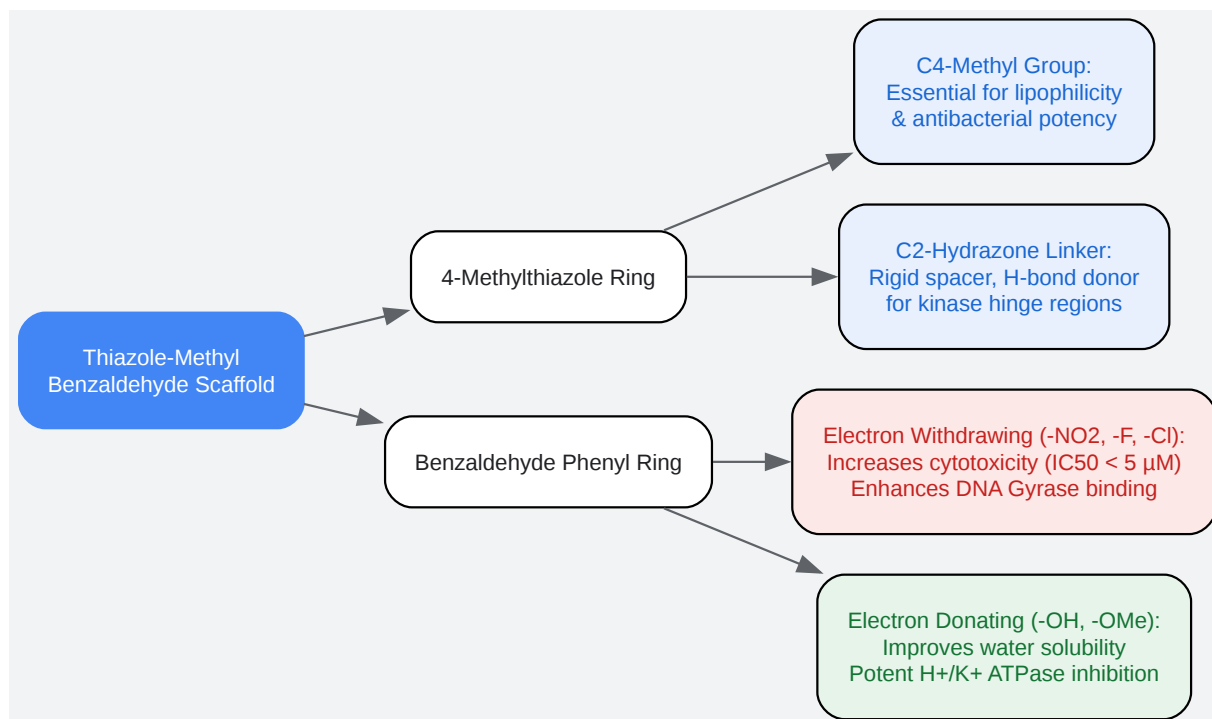 Thiazole-Methyl
Benzaldehyde Scaffold
4-Methylthiazole Ring
Benzaldehyde Phenyl Ring
C4-Methyl Group:
Essential for lipophilicity
& antibacterial potency
C2-Hydrazone Linker:
Rigid spacer, H-bond donor
for kinase hinge regions
Electron Withdrawing (-NO2, -F, -Cl):
Increases cytotoxicity (IC50 < 5 µM)
Enhances DNA Gyrase binding
Electron Donating (-OH, -OMe):
Improves water solubility
Potent H+/K+ ATPase inhibition